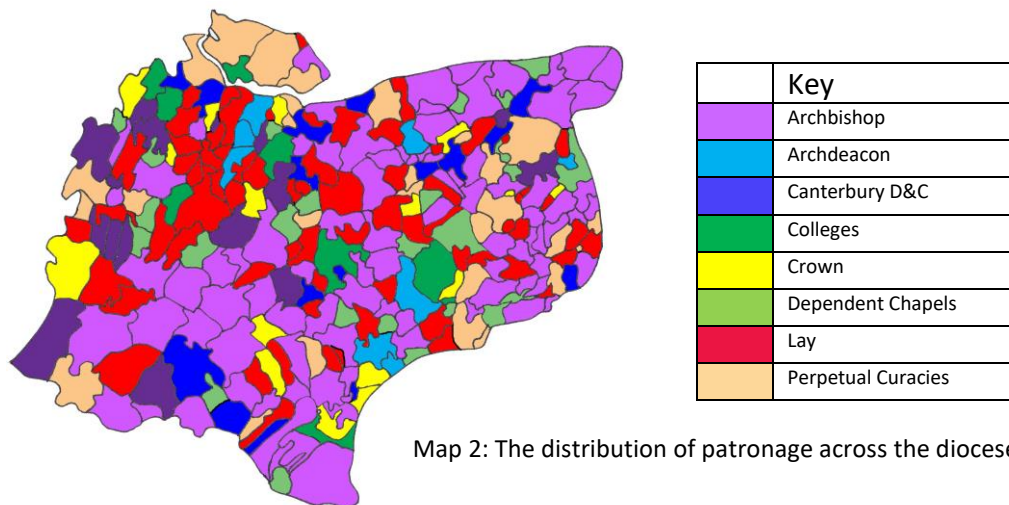 Key
Archbishop
Archdeacon
Canterbury D&C
Colleges
Crown
Dependent Chapels
Lay
Perpetual Curacies
Map 2: The distribution of patronage across the diocese